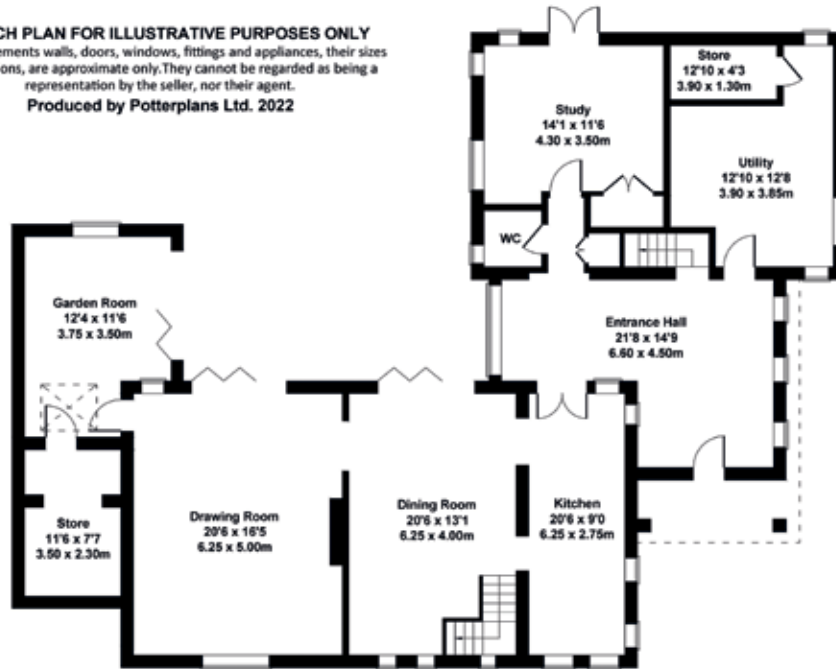 CH PLAN FOR ILLUSTRATIVE PURPOSES ONLY
ements walls, doors, windows, fittings and appliances, their sizes
ons, are approximate only.They cannot be regarded as being a
representation by the seller, nor their agent.
Produced by Potterplans Ltd. 2022
Store
12'10 x 4'3
3.90 x 1.30m
Study
14'1 x 11'6
4.30 x 3.50m
Utility
12'10 x 12'8
3.90 x 3.85m
WC
Garden Room
12'4 x 11'6
3.75 x 3.50m
Entrance Hall
21'8 x 14'9
6.60 x 4.50m
Store
11'6 x 7'7
3.50 x 2.30m
Drawing Room
20'6 x 16'5
6.25 x 5.00m
Dining Room
20'6 x 13'1
6.25 x 4.00m
Kitchen
20'6 x 9'0
6.25 x 2.75m